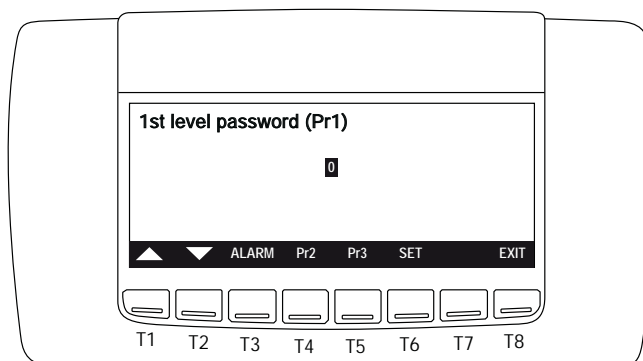 1st level password (Pr1)
0
ALARM Pr2 Pr3 SET EXIT
T1 T2 T3 T4 T5 T6 T7 T8